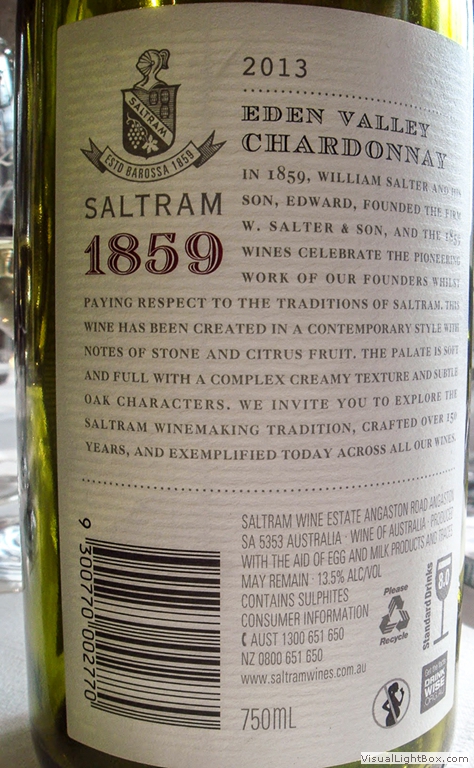 SALTRAM
ESTD BAROSSA 1859
SALTRAM
1859
2013
EDEN VALLEY
CHARDONNAY
IN 1859, WILLIAM SALTER AND HIS
SON, EDWARD, FOUNDED THE FIRM
W. SALTER & SON, AND THE 1859
WINES CELEBRATE THE PIONEERING
WORK OF OUR FOUNDERS WHILST
PAYING RESPECT TO THE TRADITIONS OF SALTRAM. THIS
WINE HAS BEEN CREATED IN A CONTEMPORARY STYLE WITH
NOTES OF STONE AND CITRUS FRUIT. THE PALATE IS SOFT
AND FULL WITH A COMPLEX CREAMY TEXTURE AND SUBTLE
OAK CHARACTERS. WE INVITE YOU TO EXPLORE THE
SALTRAM WINEMAKING TRADITION, CRAFTED OVER 150
YEARS, AND EXEMPLIFIED TODAY ACROSS ALL OUR WINES.
9 300770 002770
SALTRAM WINE ESTATE ANGASTON ROAD ANGASTON
SA 5353 AUSTRALIA · WINE OF AUSTRALIA · PRODUCED
WITH THE AID OF EGG AND MILK PRODUCTS AND TRACES
MAY REMAIN · 13.5% ALC/VOL
CONTAINS SULPHITES
CONSUMER INFORMATION
AUST 1300 651 650
NZ 0800 651 650
www.saltramwines.com.au
750mL
Please
Recycle
Standard Drinks
8.0
Get the facts
DRINK
WISE
.ORG.AU
VisualLightBox.com